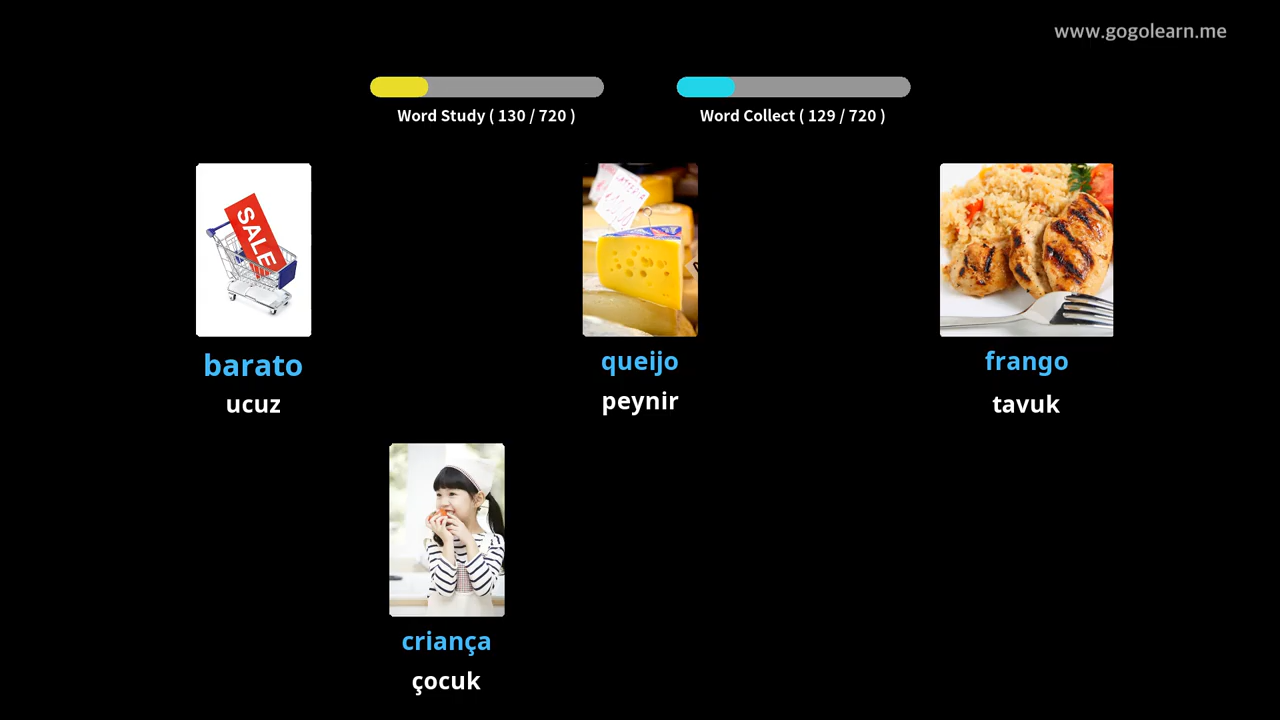 www.gogolearn.me
Word Study ( 130 / 720 )
Word Collect ( 129 / 720 )
SALE
barato
ucuz
queijo
peynir
frango
tavuk
criança
çocuk